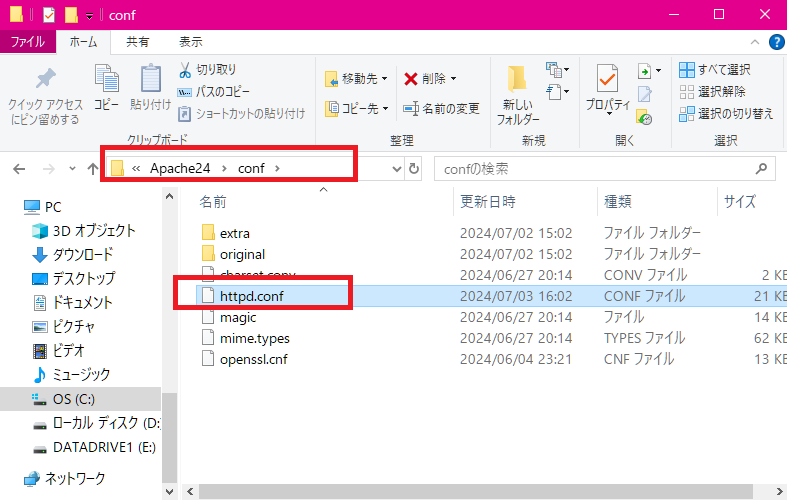 conf
ファイル ホーム 共有 表示
クイック アクセス
にピン留めする
コピー
貼り付け
切り取り
パスのコピー
ショートカットの貼り付け
クリップボード
移動先
コピー先
削除
名前の変更
整理
新しい
フォルダー
新規
プロパティ
開く
すべて選択
選択解除
選択の切り替え
選択
« Apache24 › conf ›
confの検索
PC
3D オブジェクト
ダウンロード
デスクトップ
ドキュメント
ピクチャ
ビデオ
ミュージック
OS (C:)
ローカル ディスク (D:
DATADRIVE1 (E:)
ネットワーク
名前 更新日時 種類 サイズ
extra 2024/07/02 15:02 ファイル フォルダー
original 2024/07/02 15:02 ファイル フォルダー
charset.conv 2024/06/27 20:14 CONV ファイル 2 KB
httpd.conf 2024/07/03 16:02 CONF ファイル 21 KB
magic 2024/06/27 20:14 ファイル 14 KB
mime.types 2024/06/27 20:14 TYPES ファイル 62 KB
openssl.cnf 2024/06/04 23:21 CNF ファイル 13 KB